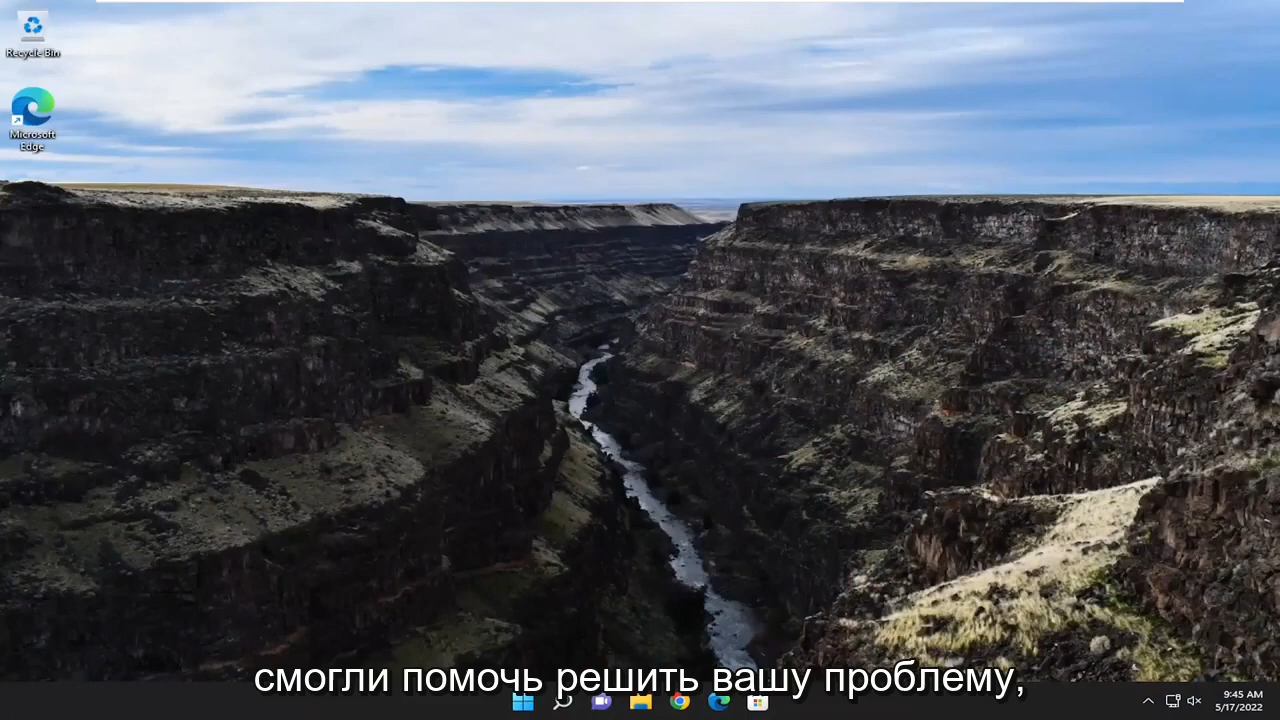 Recycle Bin
Microsoft
Edge
смогли помочь решить вашу проблему,
9:45 AM
5/17/2022